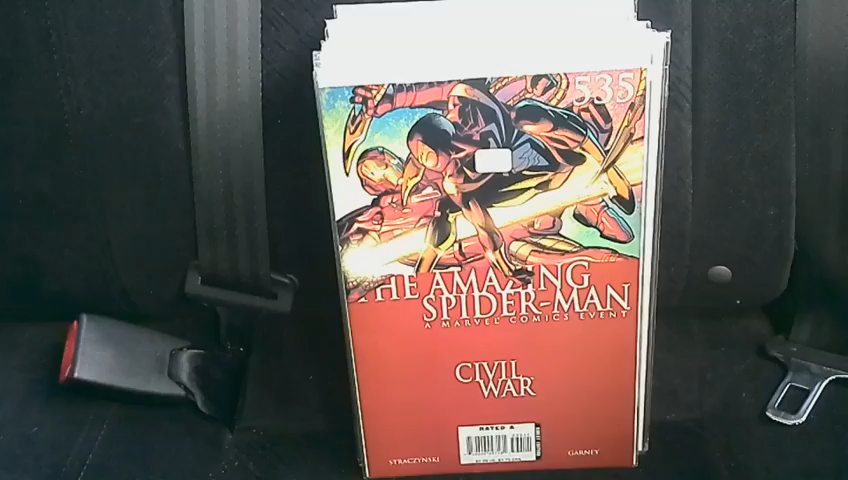 535
THE AMAZING
SPIDER-MAN
A MARVEL COMICS EVENT
CIVIL
WAR
RATED A
STRACZYNSKI
GARNEY